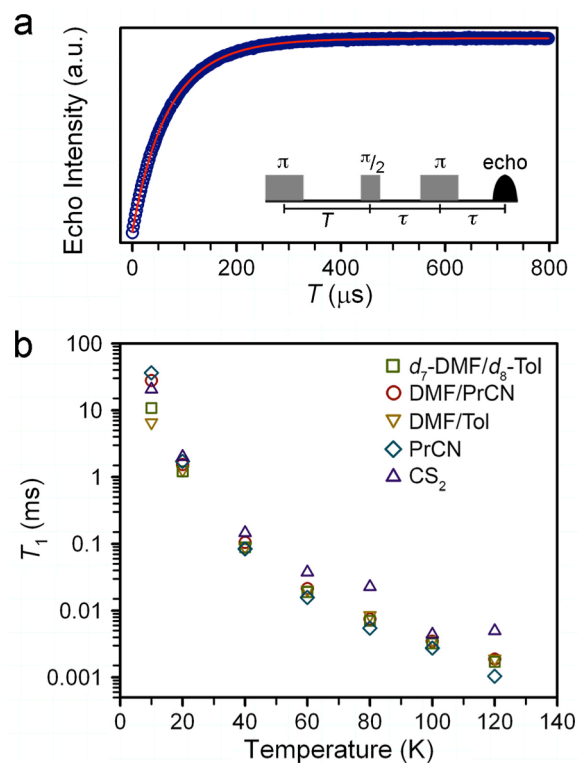 a
Echo Intensity (a.u.)
π
π/2
π
echo
T
τ
τ
0
200
400
600
800
T (μs)
b
100
10
1
0.1
0.01
0.001
T₁ (ms)
d₇-DMF/d₈-Tol
DMF/PrCN
DMF/Tol
PrCN
CS₂
0 20 40 60 80 100 120 140
Temperature (K)